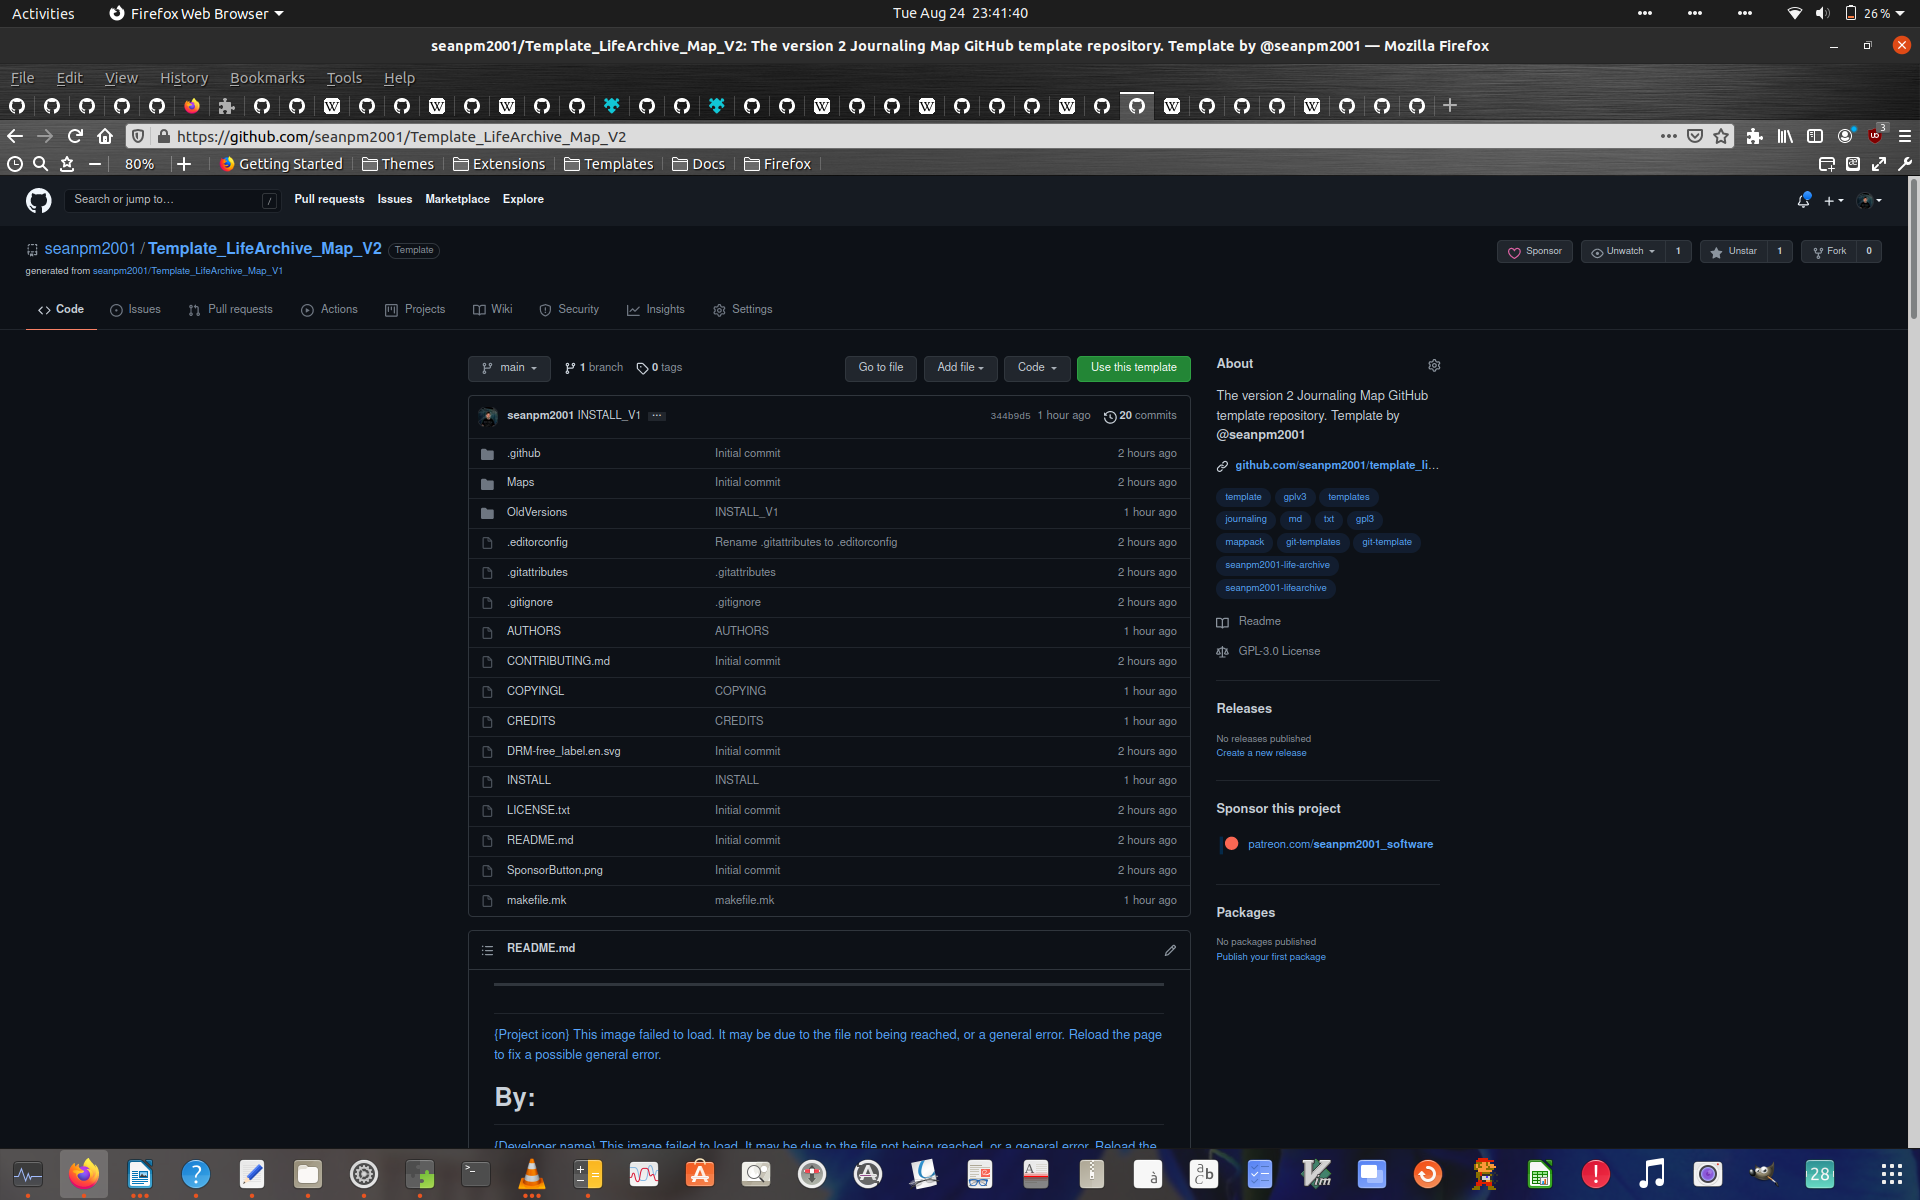 Activities Firefox Web Browser Tue Aug 24 23:41:40 26%
seanpm2001/Template_LifeArchive_Map_V2: The version 2 Journaling Map GitHub template repository. Template by @seanpm2001 — Mozilla Firefox
File Edit View History Bookmarks Tools Help
https://github.com/seanpm2001/Template_LifeArchive_Map_V2 3
80% Getting Started Themes Extensions Templates Docs Firefox
Search or jump to… / Pull requests Issues Marketplace Explore
seanpm2001 / Template_LifeArchive_Map_V2 Template Sponsor Unwatch 1 Unstar 1 Fork 0
generated from seanpm2001/Template_LifeArchive_Map_V1
Code Issues Pull requests Actions Projects Wiki Security Insights Settings
main 1 branch 0 tags Go to file Add file Code Use this template
seanpm2001 INSTALL_V1 ... 344b9d5 1 hour ago 20 commits
.github Initial commit 2 hours ago
Maps Initial commit 2 hours ago
OldVersions INSTALL_V1 1 hour ago
.editorconfig Rename .gitattributes to .editorconfig 2 hours ago
.gitattributes .gitattributes 2 hours ago
.gitignore .gitignore 2 hours ago
AUTHORS AUTHORS 1 hour ago
CONTRIBUTING.md Initial commit 2 hours ago
COPYINGL COPYING 1 hour ago
CREDITS CREDITS 1 hour ago
DRM-free_label.en.svg Initial commit 2 hours ago
INSTALL INSTALL 1 hour ago
LICENSE.txt Initial commit 2 hours ago
README.md Initial commit 2 hours ago
SponsorButton.png Initial commit 2 hours ago
makefile.mk makefile.mk 1 hour ago
README.md
{Project icon} This image failed to load. It may be due to the file not being reached, or a general error. Reload the page
to fix a possible general error.
By:
{Developer name} This image failed to load. It may be due to the file not being reached, or a general error. Reload the
About
The version 2 Journaling Map GitHub
template repository. Template by
@seanpm2001
github.com/seanpm2001/template_li…
template gplv3 templates
journaling md txt gpl3
mappack git-templates git-template
seanpm2001-life-archive
seanpm2001-lifearchive
Readme
GPL-3.0 License
Releases
No releases published
Create a new release
Sponsor this project
patreon.com/seanpm2001_software
Packages
No packages published
Publish your first package
28